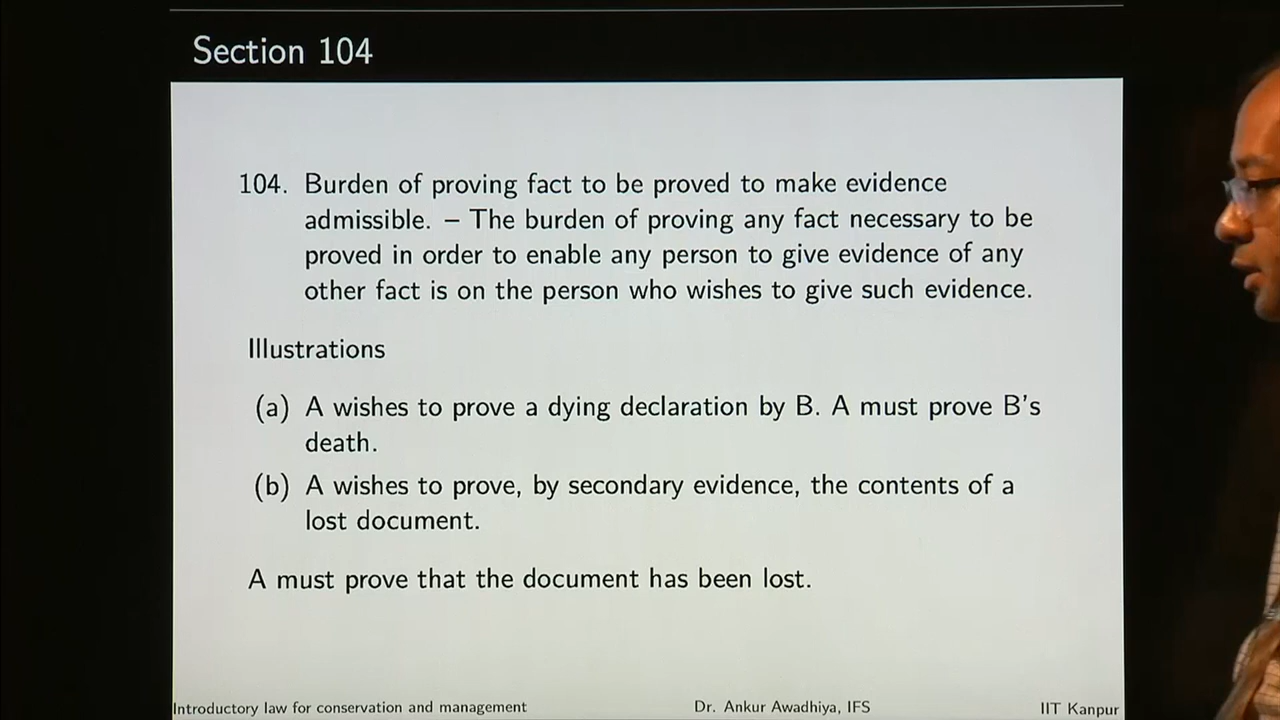 Section 104
104. Burden of proving fact to be proved to make evidence
admissible. – The burden of proving any fact necessary to be
proved in order to enable any person to give evidence of any
other fact is on the person who wishes to give such evidence.
Illustrations
(a) A wishes to prove a dying declaration by B. A must prove B's
death.
(b) A wishes to prove, by secondary evidence, the contents of a
lost document.
A must prove that the document has been lost.
Introductory law for conservation and management Dr. Ankur Awadhiya, IFS IIT Kanpur